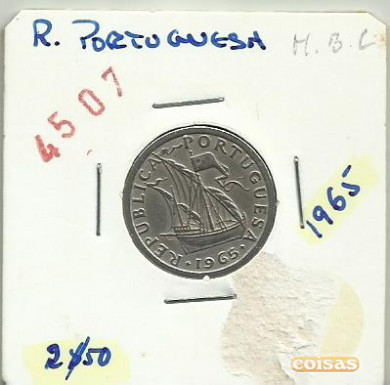 R. PORTUGUESA
M.B.C
4507
REPUBLICA PORTUGUESA
·1965·
1965
2$50
coisas